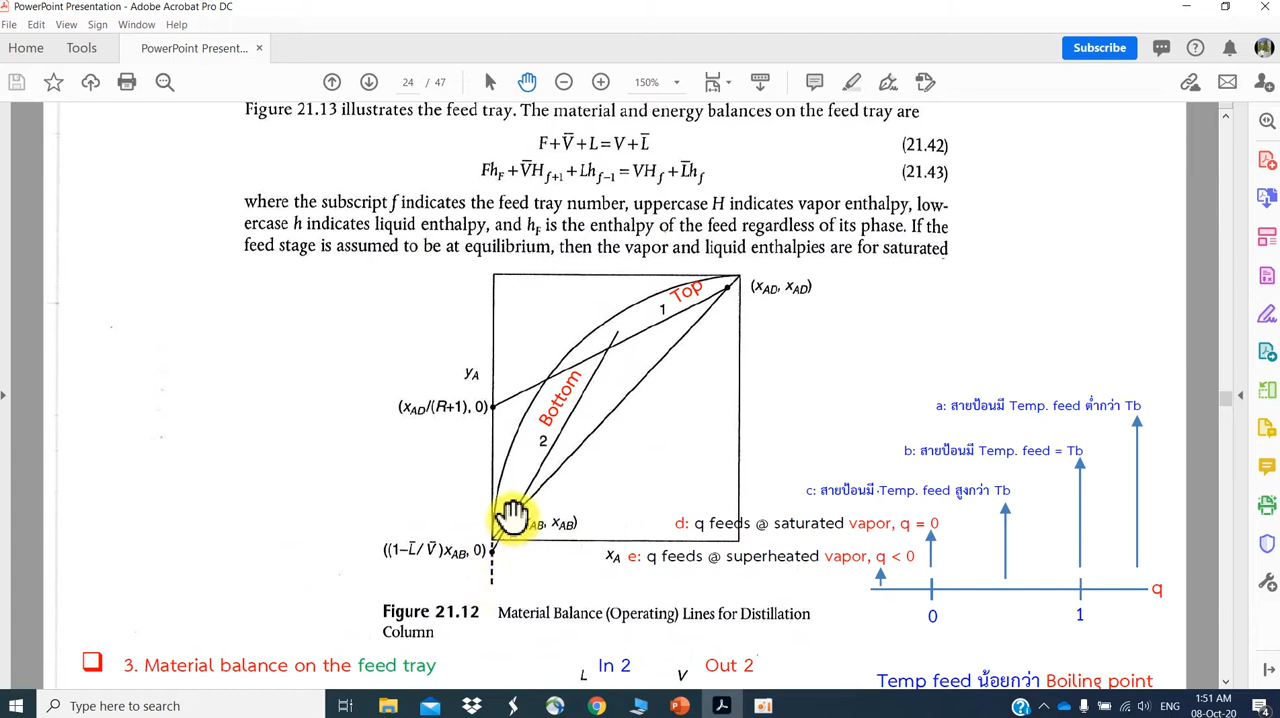 PowerPoint Presentation - Adobe Acrobat Pro DC
File Edit View Sign Window Help
Home Tools PowerPoint Present... × Subscribe
24 / 47 150%
Figure 21.13 illustrates the feed tray. The material and energy balances on the feed tray are
F + V̅ + L = V + L̅ (21.42)
Fh_F + V̅H_{f+1} + Lh_{f−1} = VH_f + L̅h_f (21.43)
where the subscript f indicates the feed tray number, uppercase H indicates vapor enthalpy, low-
ercase h indicates liquid enthalpy, and h_F is the enthalpy of the feed regardless of its phase. If the
feed stage is assumed to be at equilibrium, then the vapor and liquid enthalpies are for saturated
Top
(x_AD, x_AD)
1
y_A
Bottom
(x_AD/(R+1), 0)
2
a: สายป้อนมี Temp. feed ต่ำกว่า Tb
b: สายป้อนมี Temp. feed = Tb
c: สายป้อนมี Temp. feed สูงกว่า Tb
AB, x_AB)
d: q feeds @ saturated vapor, q = 0
((1−L̅/V̅)x_AB, 0)
x_A
e: q feeds @ superheated vapor, q < 0
q
0 1
Figure 21.12 Material Balance (Operating) Lines for Distillation
Column
3. Material balance on the feed tray
L In 2 V Out 2
Temp feed น้อยกว่า Boiling point
Type here to search
ENG
1:51 AM
08-Oct-20
4